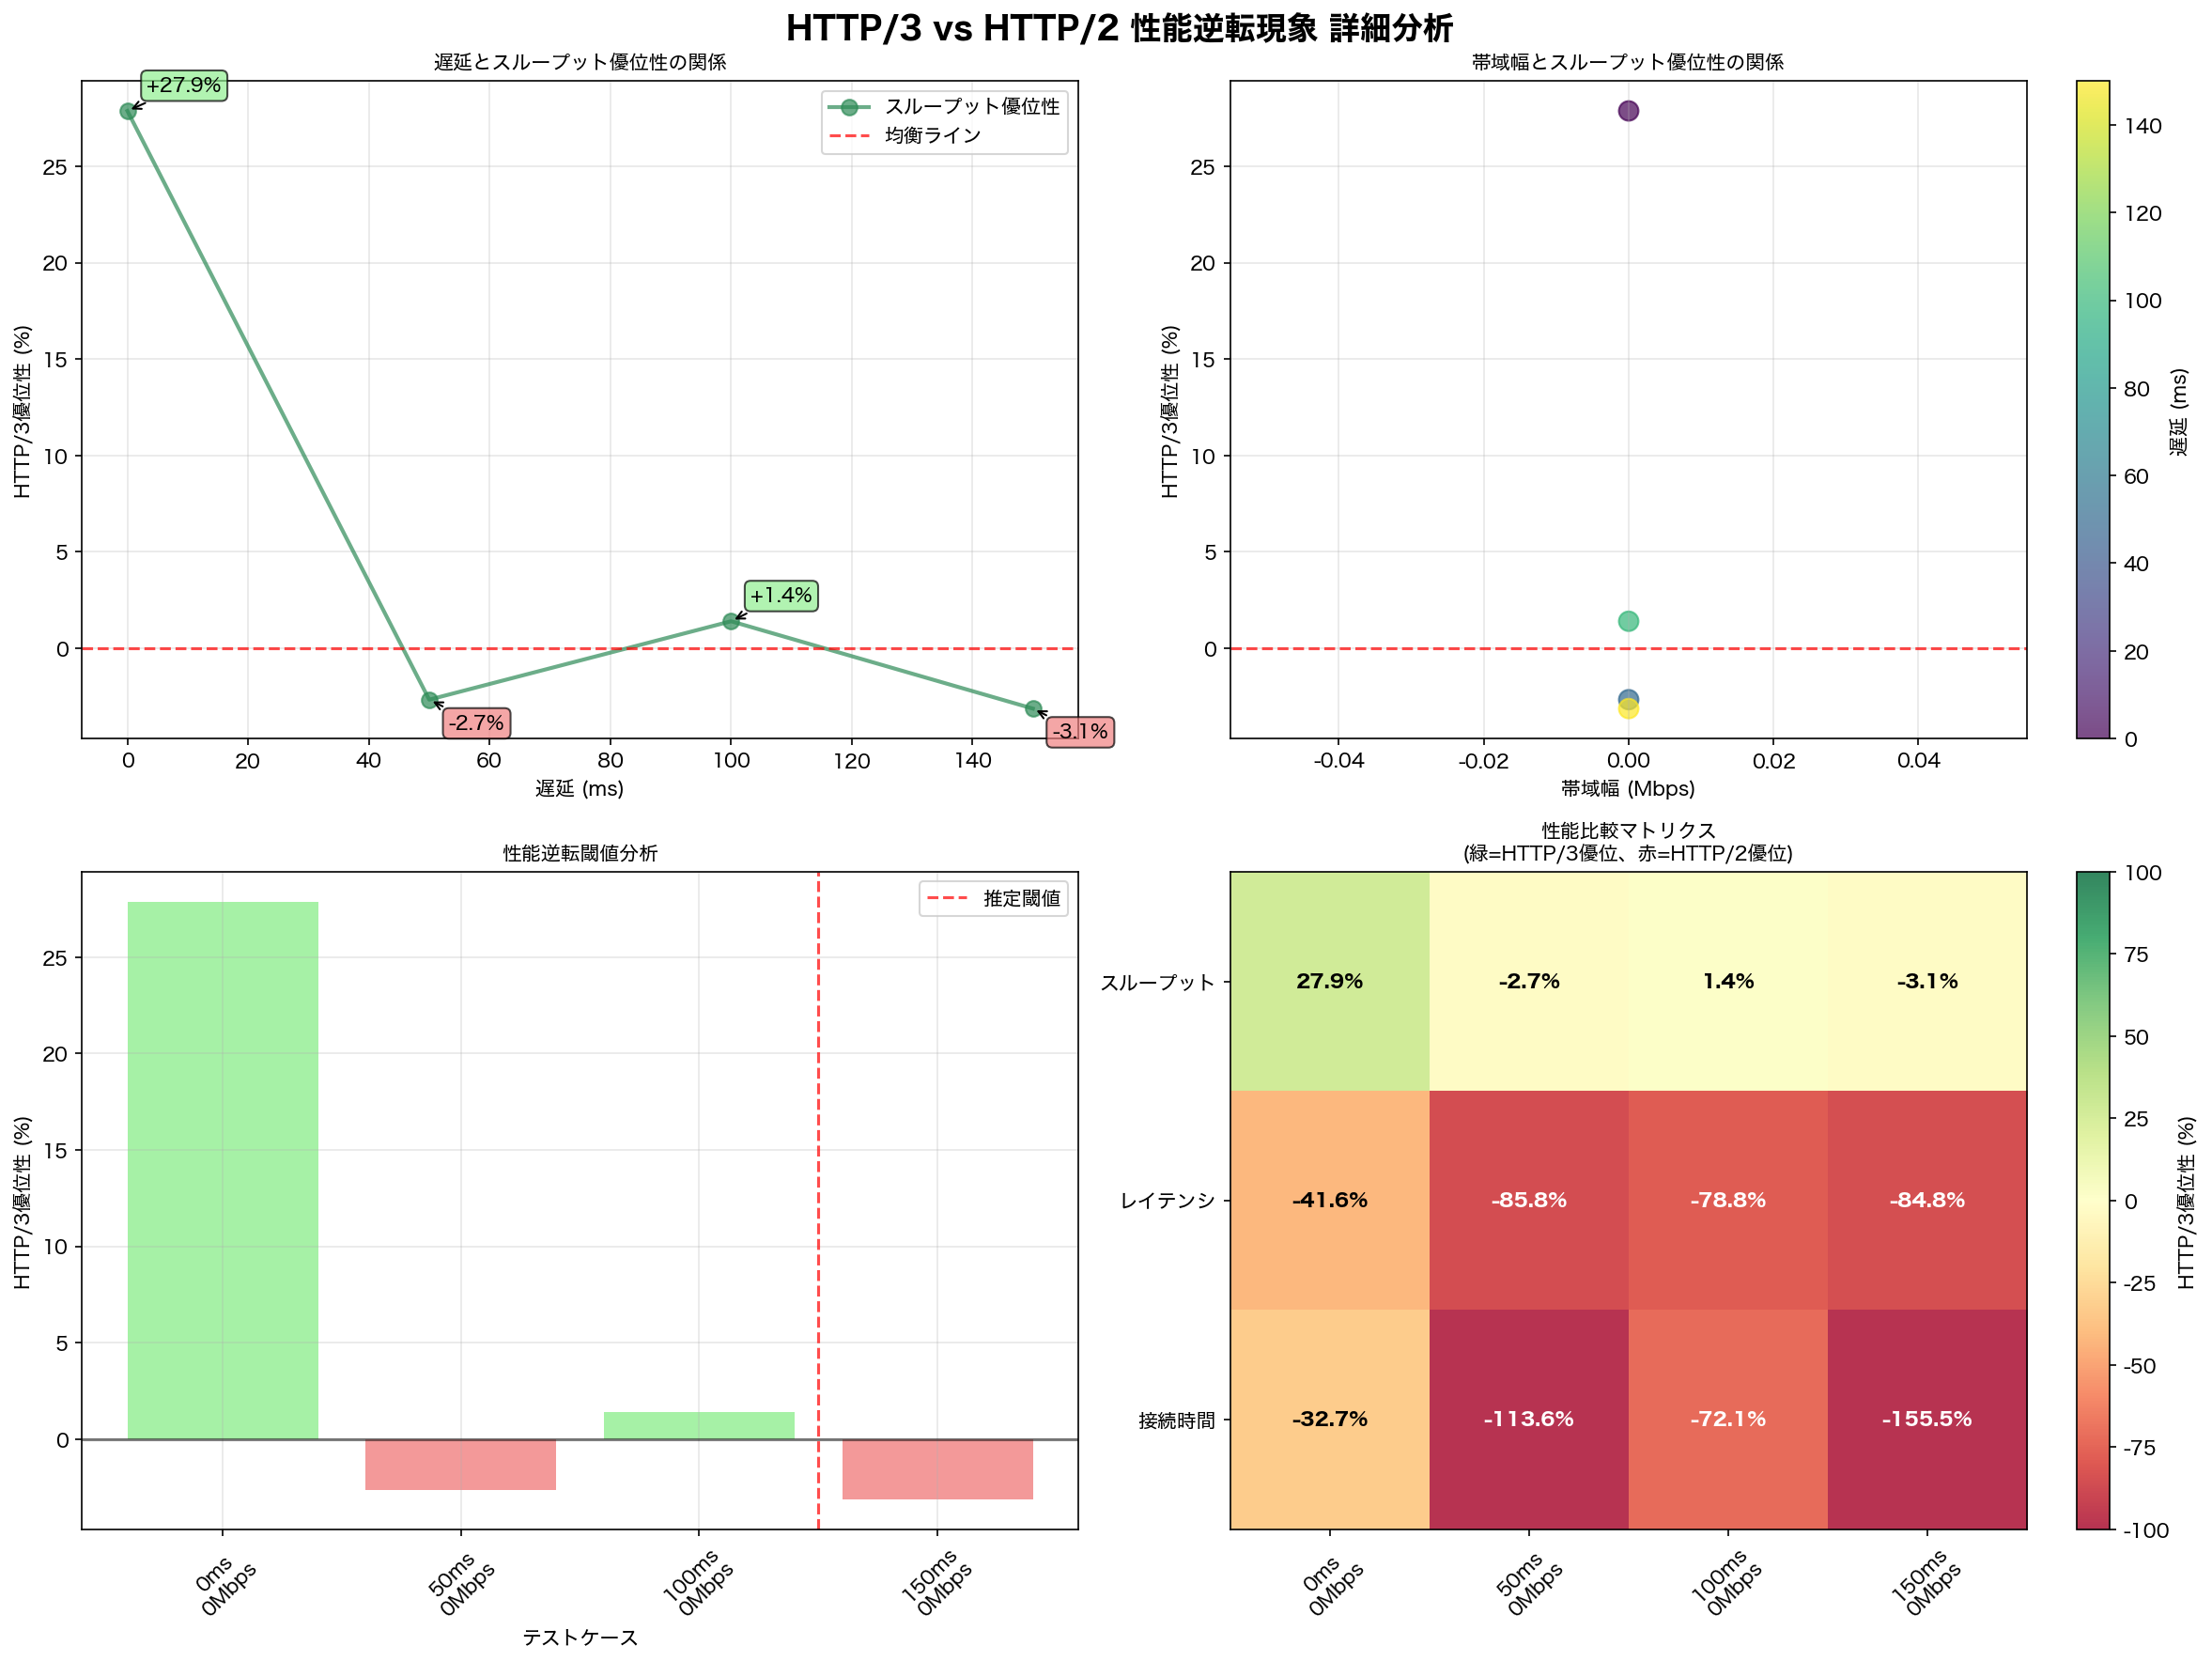 HTTP/3 vs HTTP/2 性能逆転現象 詳細分析
遅延とスループット優位性の関係
+27.9%
-2.7%
+1.4%
-3.1%
スループット優位性
均衡ライン
25
20
15
10
5
0
HTTP/3優位性 (%)
0 20 40 60 80 100 120 140
遅延 (ms)
帯域幅とスループット優位性の関係
25
20
15
10
5
0
HTTP/3優位性 (%)
-0.04 -0.02 0.00 0.02 0.04
帯域幅 (Mbps)
140
120
100
80
60
40
20
0
遅延 (ms)
性能逆転閾値分析
推定閾値
25
20
15
10
5
0
HTTP/3優位性 (%)
0ms
0Mbps
50ms
0Mbps
100ms
0Mbps
150ms
0Mbps
テストケース
性能比較マトリクス
(緑=HTTP/3優位、赤=HTTP/2優位)
スループット 27.9% -2.7% 1.4% -3.1%
レイテンシ -41.6% -85.8% -78.8% -84.8%
接続時間 -32.7% -113.6% -72.1% -155.5%
0ms
0Mbps
50ms
0Mbps
100ms
0Mbps
150ms
0Mbps
100
75
50
25
0
-25
-50
-75
-100
HTTP/3優位性 (%)